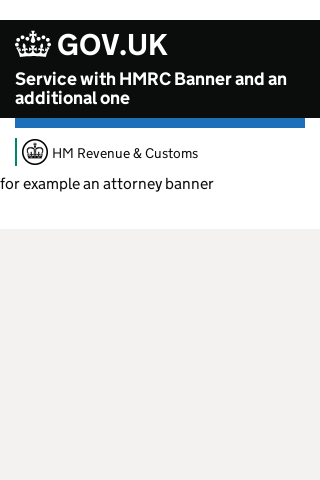 GOV.UK
Service with HMRC Banner and an
additional one
HM Revenue & Customs
for example an attorney banner